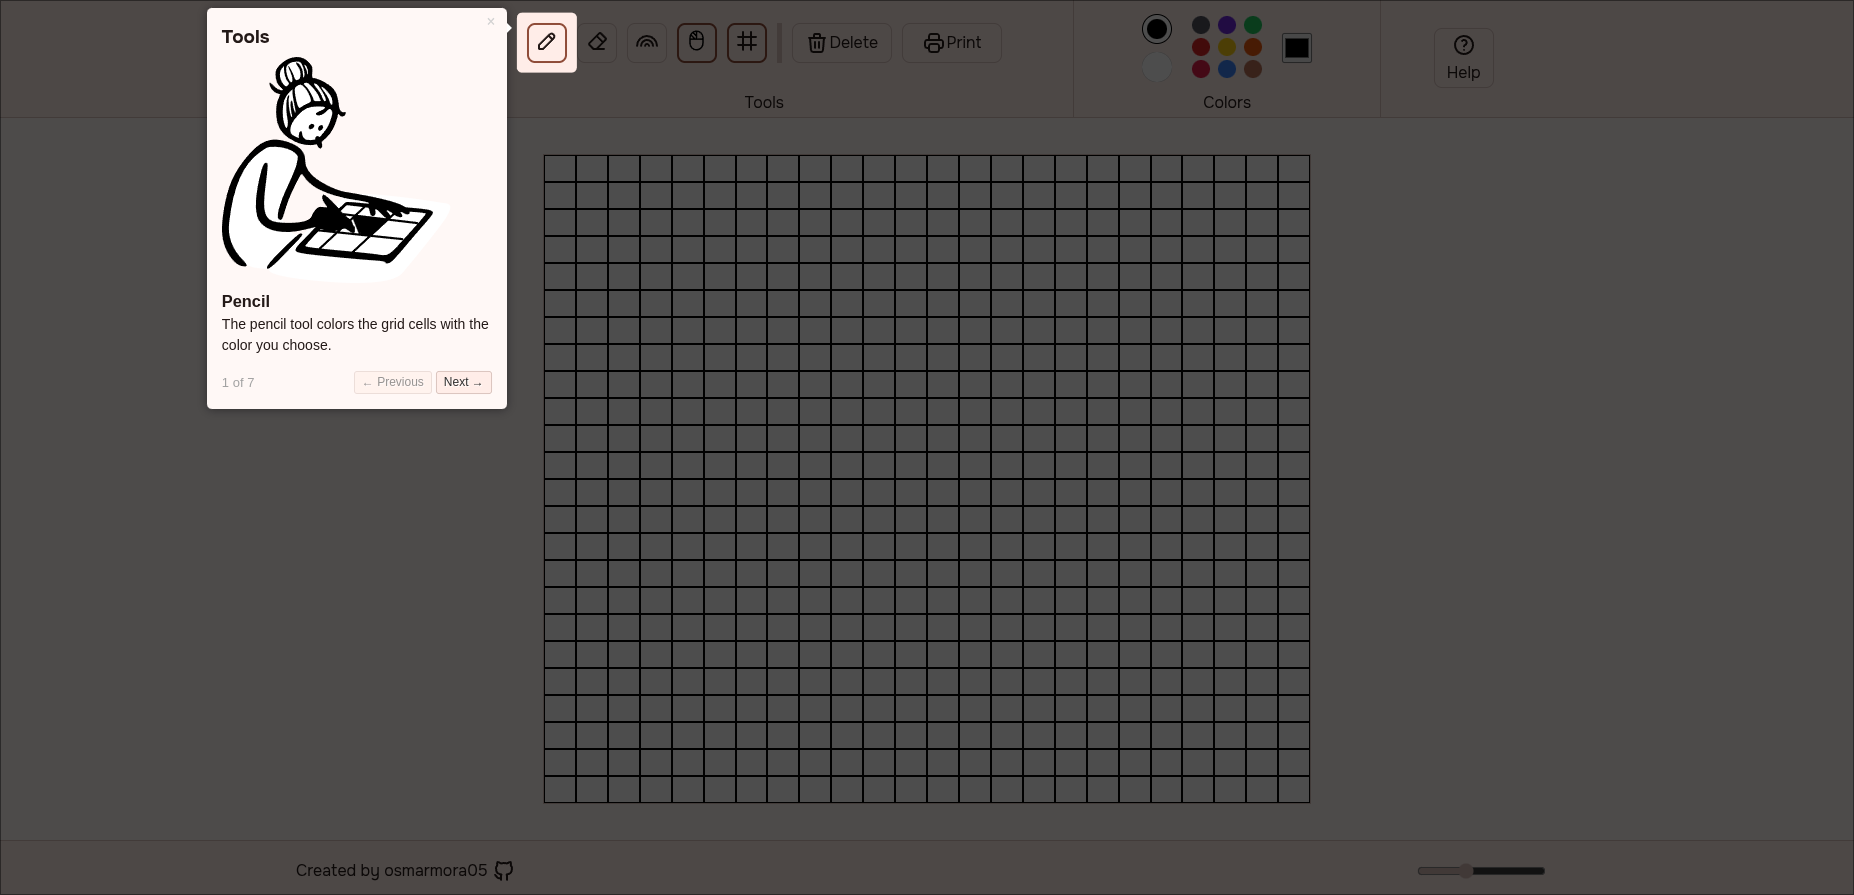 ×
Tools
Pencil
The pencil tool colors the grid cells with the
color you choose.
1 of 7
← Previous
Next →
Delete
Print
Tools
Colors
Help
Created by osmarmora05